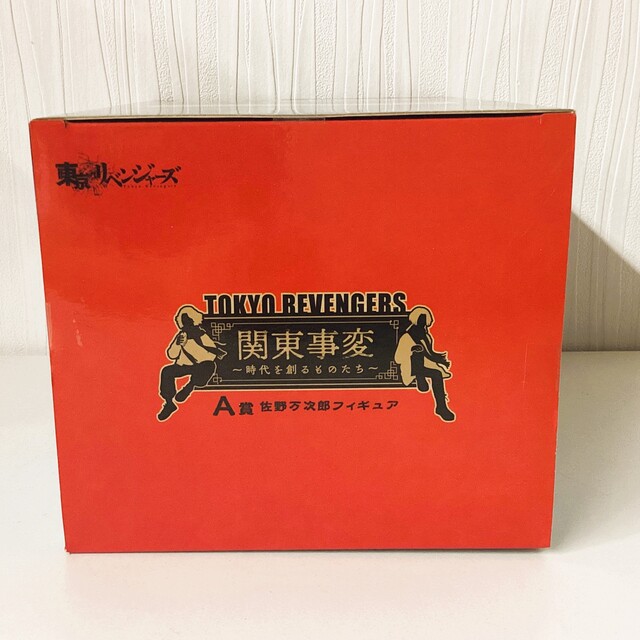 東京リベンジャーズ
TOKYO REVENGERS
関東事変
～時代を創るものたち～
A賞 佐野万次郎フィギュア